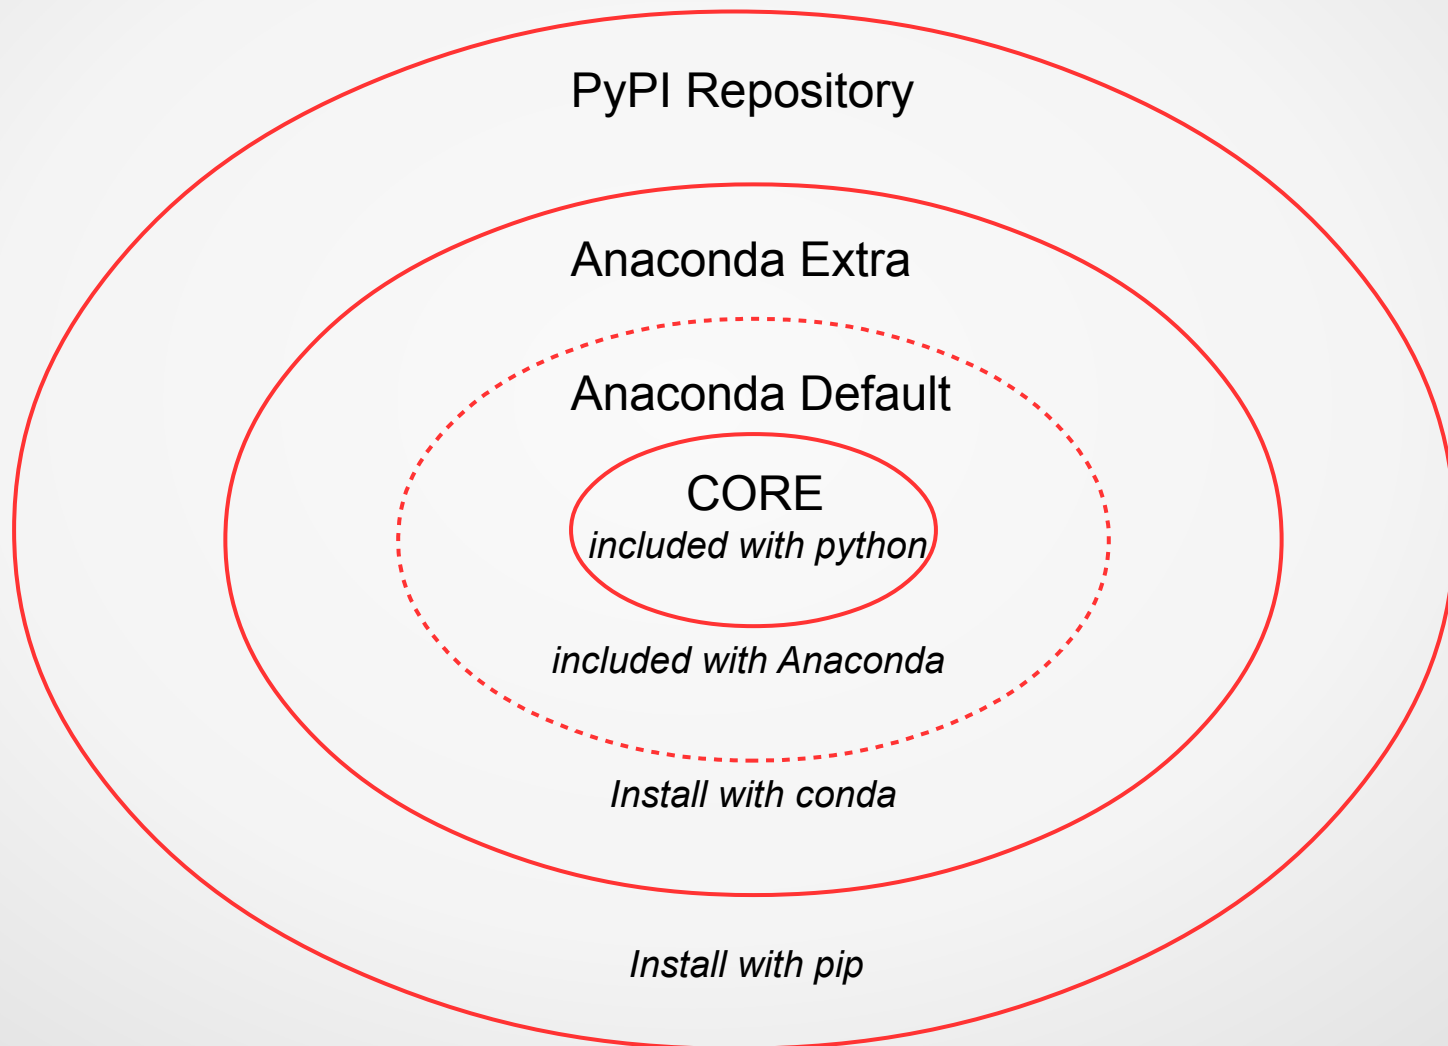 PyPI Repository
Anaconda Extra
Anaconda Default
CORE
included with python
included with Anaconda
Install with conda
Install with pip